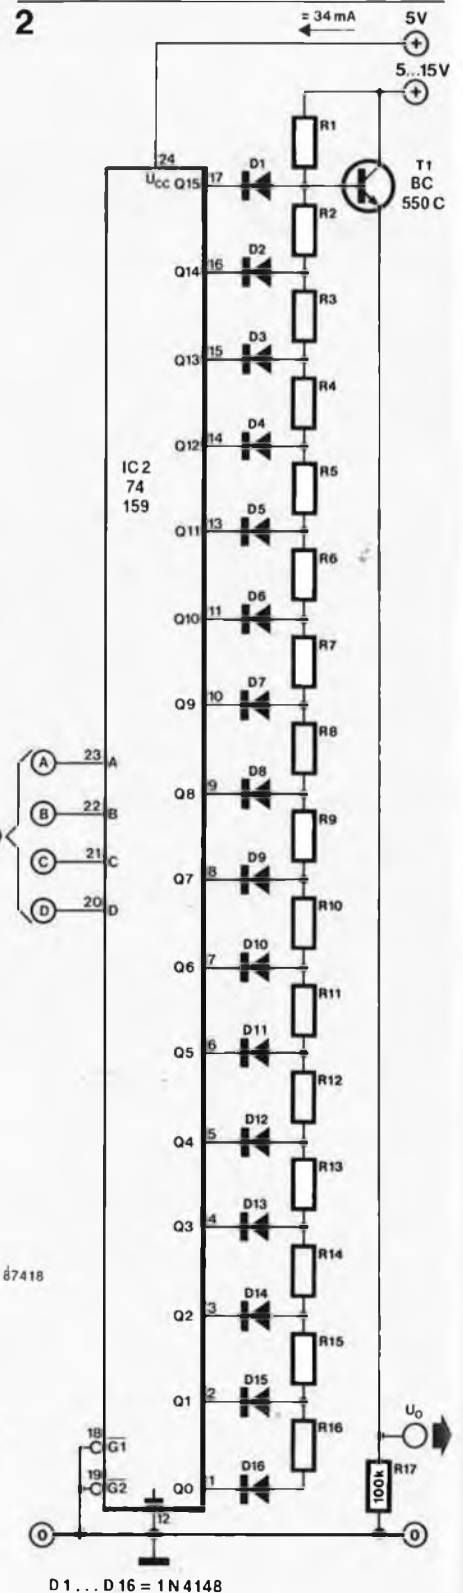 2
= 34 mA
5V
5...15V
24
UCC Q15 17 D1
R1
T1
BC
550 C
R2
Q14 16 D2
R3
Q13 15 D3
R4
Q12 14 D4
IC 2
74
159
R5
Q11 13 D5
R6
Q10 11 D6
R7
Q9 10 D7
R8
A 23 A
Q8 9 D8
B 22 B
R9
C 21 C
Q7 8 D9
D 20 D
R10
Q6 7 D10
R11
Q5 6 D11
R12
Q4 5 D12
R13
Q3 4 D13
R14
87418
Q2 3 D14
R15
Q1 2 D15
R16
UO
18 G1
19 G2
Q0 1 D16
R17
100k
12
0
0
D1...D16 = 1N4148